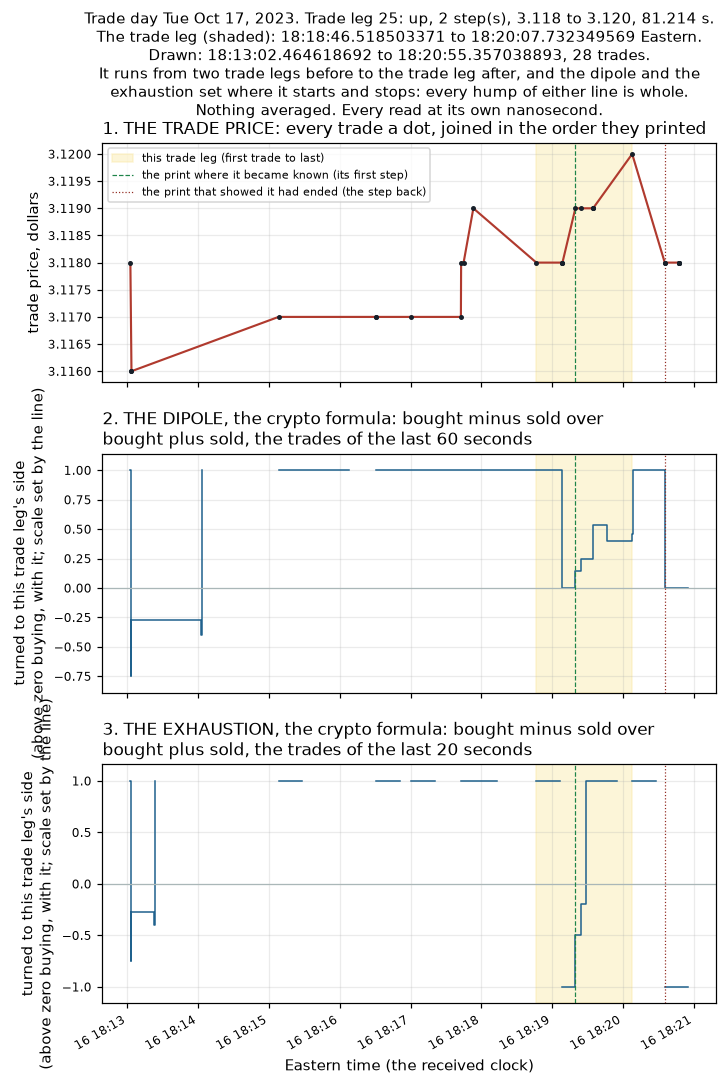 Trade day Tue Oct 17, 2023. Trade leg 25: up, 2 step(s), 3.118 to 3.120, 81.214 s.
The trade leg (shaded): 18:18:46.518503371 to 18:20:07.732349569 Eastern.
Drawn: 18:13:02.464618692 to 18:20:55.357038893, 28 trades.
It runs from two trade legs before to the trade leg after, and the dipole and the
exhaustion set where it starts and stops: every hump of either line is whole.
Nothing averaged. Every read at its own nanosecond.
1. THE TRADE PRICE: every trade a dot, joined in the order they printed
this trade leg (first trade to last)
the print where it became known (its first step)
the print that showed it had ended (the step back)
trade price, dollars
3.1200
3.1195
3.1190
3.1185
3.1180
3.1175
3.1170
3.1165
3.1160
2. THE DIPOLE, the crypto formula: bought minus sold over
bought plus sold, the trades of the last 60 seconds
turned to this trade leg's side
(above zero buying, with it; scale set by the line)
1.00
0.75
0.50
0.25
0.00
−0.25
−0.50
−0.75
3. THE EXHAUSTION, the crypto formula: bought minus sold over
bought plus sold, the trades of the last 20 seconds
turned to this trade leg's side
(above zero buying, with it; scale set by the line)
1.0
0.5
0.0
−0.5
−1.0
16 18:13
16 18:14
16 18:15
16 18:16
16 18:17
16 18:18
16 18:19
16 18:20
16 18:21
Eastern time (the received clock)